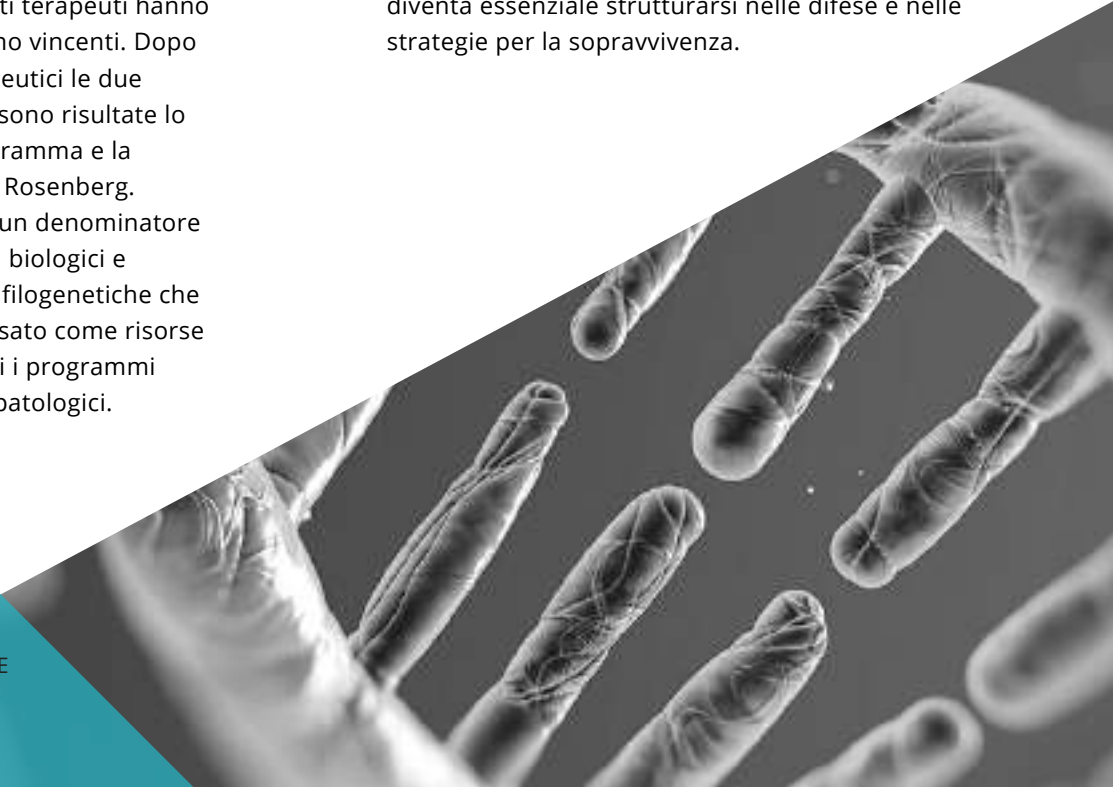 ti terapeuti hanno
no vincenti. Dopo
eutici le due
sono risultate lo
ramma e la
Rosenberg.
un denominatore
biologici e
filogenetiche che
sato come risorse
i i programmi
patologici.
diventa essenziale strutturarsi nelle difese e nelle
strategie per la sopravvivenza.
E